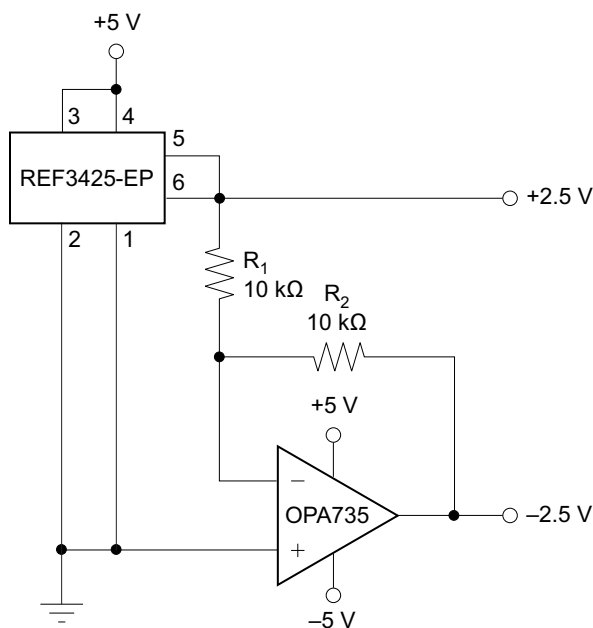 +5 V
3 4
5
REF3425-EP
6
+2.5 V
2 1
R1
10 kΩ
R2
10 kΩ
+5 V
−
OPA735
–2.5 V
+
–5 V